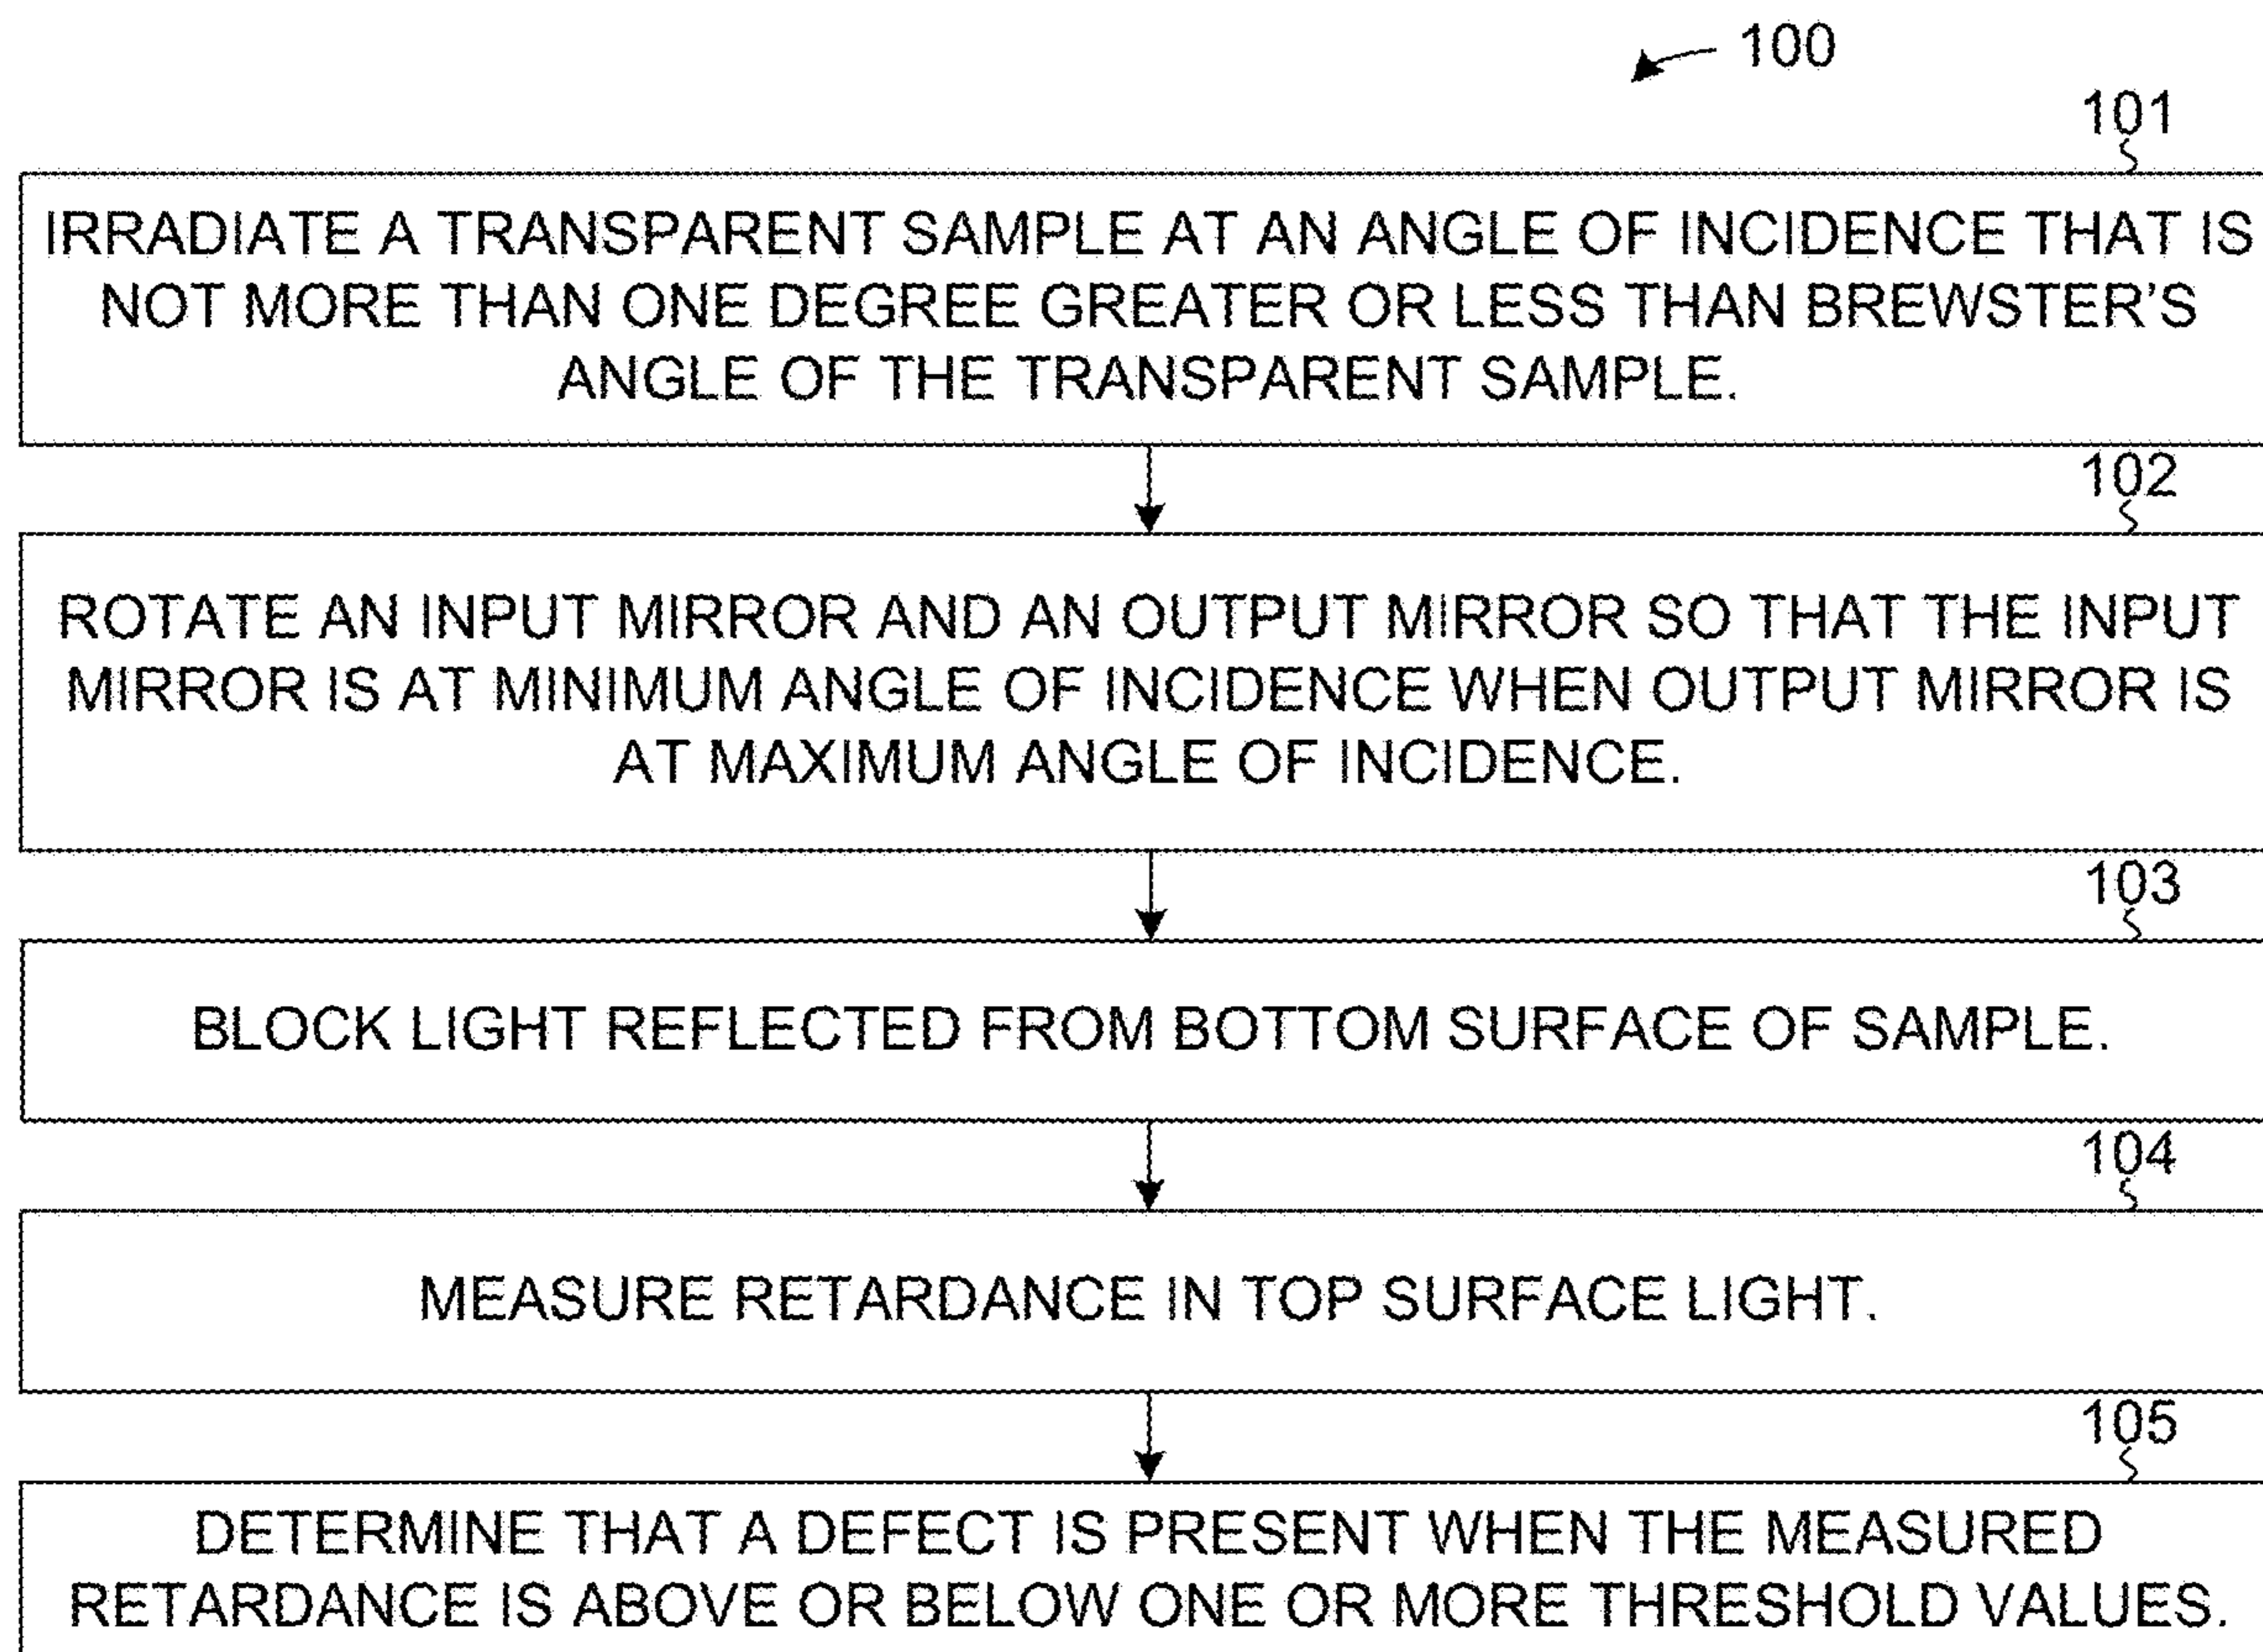 100
101
IRRADIATE A TRANSPARENT SAMPLE AT AN ANGLE OF INCIDENCE THAT IS
NOT MORE THAN ONE DEGREE GREATER OR LESS THAN BREWSTER'S
ANGLE OF THE TRANSPARENT SAMPLE.
102
ROTATE AN INPUT MIRROR AND AN OUTPUT MIRROR SO THAT THE INPUT
MIRROR IS AT MINIMUM ANGLE OF INCIDENCE WHEN OUTPUT MIRROR IS
AT MAXIMUM ANGLE OF INCIDENCE.
103
BLOCK LIGHT REFLECTED FROM BOTTOM SURFACE OF SAMPLE.
104
MEASURE RETARDANCE IN TOP SURFACE LIGHT.
105
DETERMINE THAT A DEFECT IS PRESENT WHEN THE MEASURED
RETARDANCE IS ABOVE OR BELOW ONE OR MORE THRESHOLD VALUES.